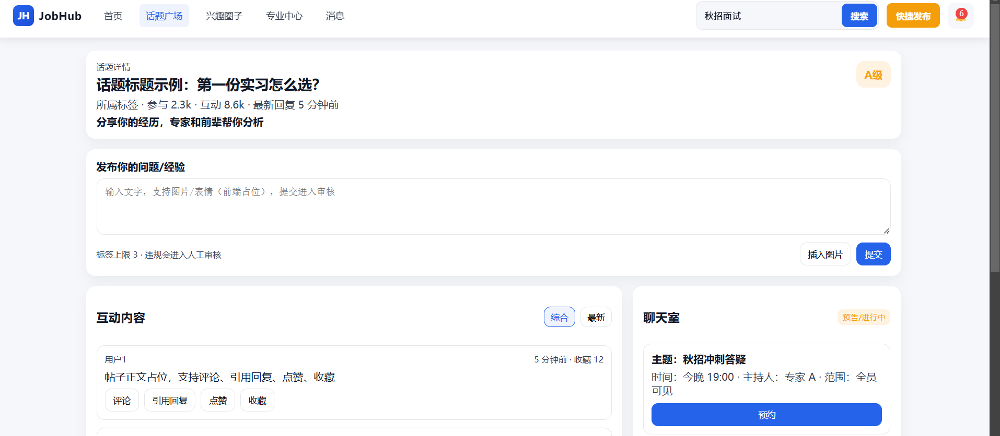 JH JobHub 首页 话题广场 兴趣圈子 专业中心 消息 秋招面试 搜索 快捷发布 6
话题详情
A级
话题标题示例：第一份实习怎么选？
所属标签 · 参与 2.3k · 互动 8.6k · 最新回复 5 分钟前
分享你的经历，专家和前辈帮你分析
发布你的问题/经验
输入文字，支持图片/表情（前端占位），提交进入审核
标签上限 3 · 违规会进入人工审核 插入图片 提交
互动内容 综合 最新
用户1 5 分钟前 · 收藏 12
帖子正文占位，支持评论、引用回复、点赞、收藏
评论 引用回复 点赞 收藏
聊天室 预告/进行中
主题：秋招冲刺答疑
时间：今晚 19:00 · 主持人：专家 A · 范围：全员
可见
预约